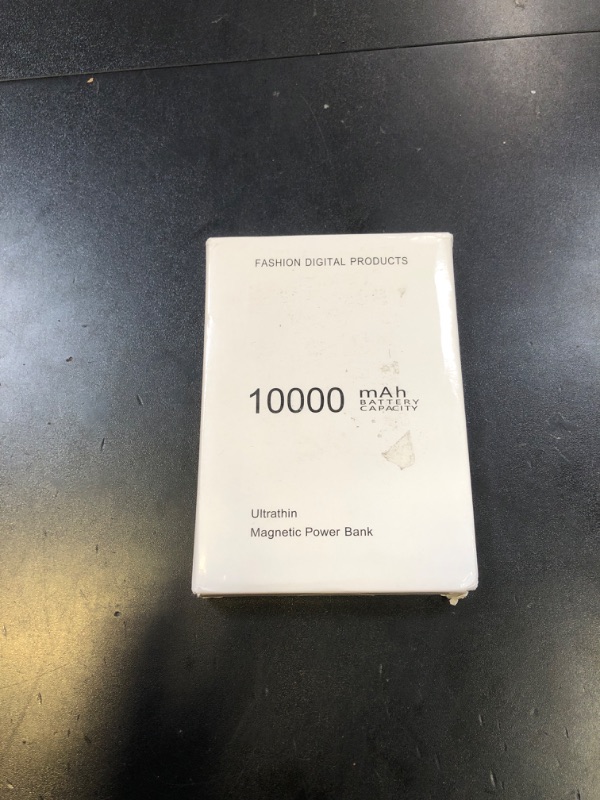 FASHION DIGITAL PRODUCTS
10000 mAh
BATTERY
CAPACITY
Ultrathin
Magnetic Power Bank